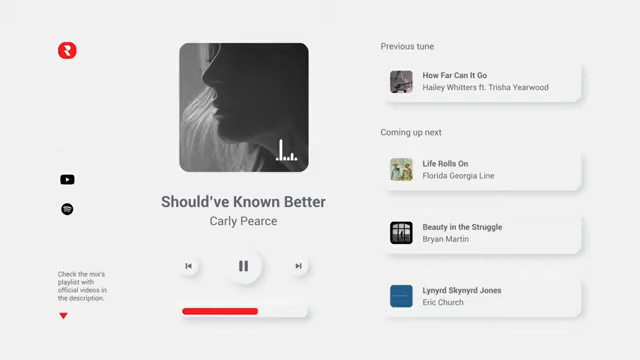 Previous tune
How Far Can It Go
Hailey Whitters ft. Trisha Yearwood
Coming up next
Life Rolls On
Florida Georgia Line
Beauty in the Struggle
Bryan Martin
Lynyrd Skynyrd Jones
Eric Church
Should've Known Better
Carly Pearce
Check the mix's
playlist with
official videos in
the description.